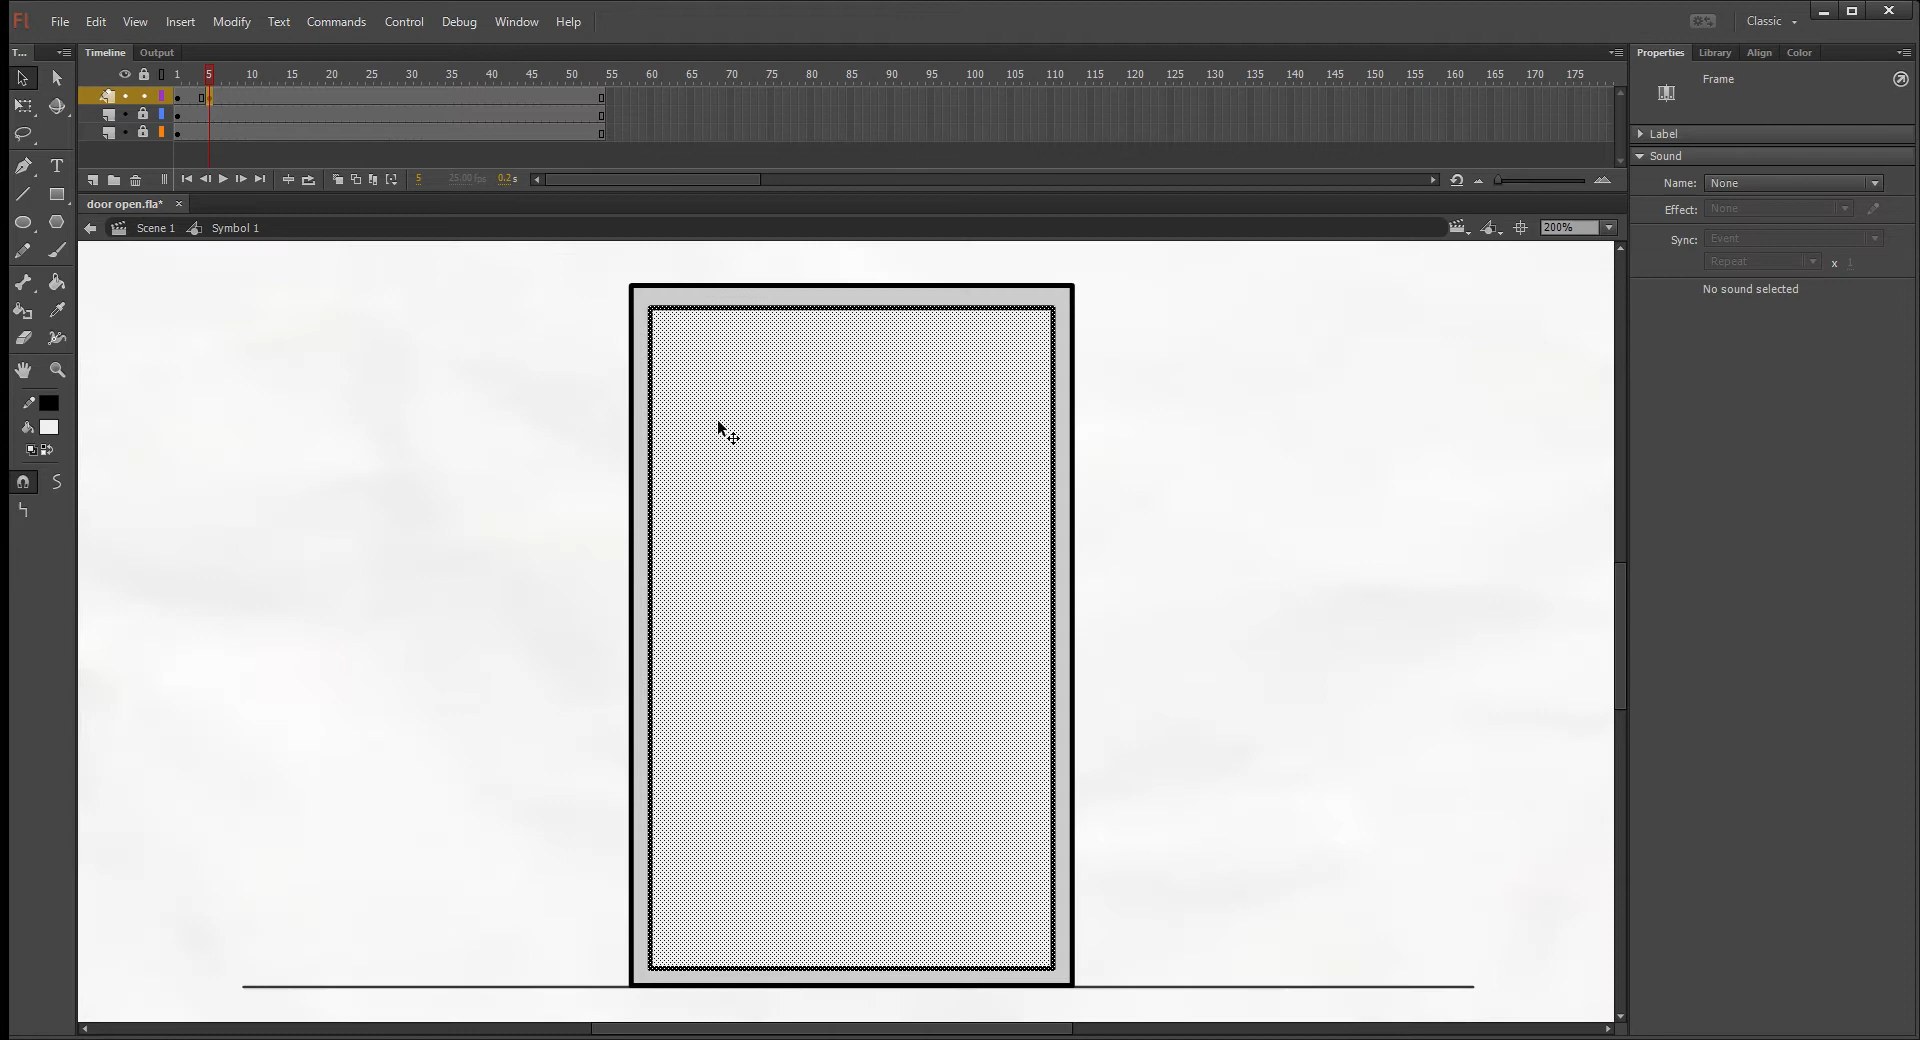 Fl File Edit View Insert Modify Text Commands Control Debug Window Help Classic
T... Timeline Output Properties Library Align Color
1 5 10 15 20 25 30 35 40 45 50 55 60 65 70 75 80 85 90 95 100 105 110 115 120 125 130 135 140 145 150 155 160 165 170 175
Frame
Label
Sound
5 25.00 fps 0.2 s
Name: None
door open.fla* ×
Effect: None
Scene 1 Symbol 1 200%
Sync: Event
Repeat x 1
No sound selected